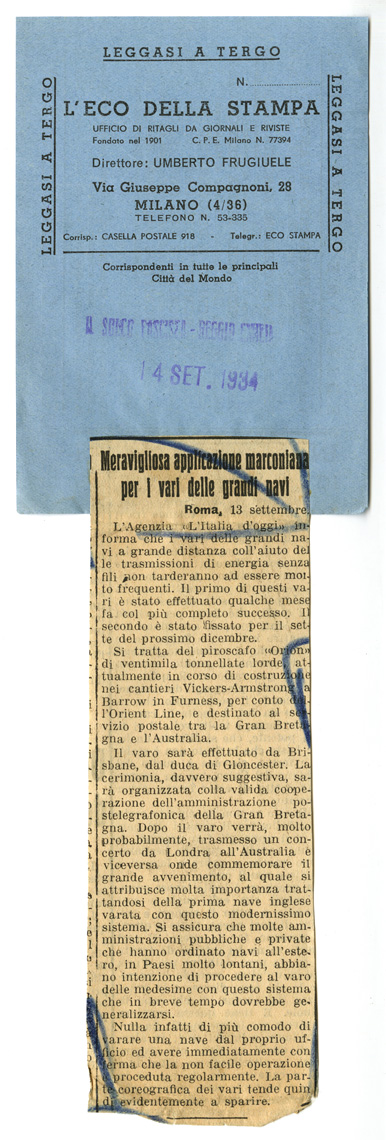 LEGGASI A TERGO
LEGGASI A TERGO
LEGGASI A TERGO
N.
L'ECO DELLA STAMPA
UFFICIO DI RITAGLI DA GIORNALI E RIVISTE
Fondato nel 1901 C. P. E. Milano N. 77394
Direttore: UMBERTO FRUGIUELE
Via Giuseppe Compagnoni, 28
MILANO (4/36)
TELEFONO N. 53-335
Corrisp.: CASELLA POSTALE 918 - Telegr.: ECO STAMPA
Corrispondenti in tutte le principali
Città del Mondo
IL SOLCO FASCISTA - REGGIO EMILIA
14 SET. 1934
Meravigliosa applicazione marconiana
per i vari delle grandi navi
Roma, 13 settembre.
L'Agenzia «L'Italia d'oggi» in-
forma che i vari delle grandi na-
vi a grande distanza coll'aiuto del
le trasmissioni di energia senza
fili non tarderanno ad essere mol-
to frequenti. Il primo di questi va-
ri è stato effettuato qualche mese
fa col più completo successo. Il
secondo è stato fissato per il set-
te del prossimo dicembre.
Si tratta del piroscafo «Orion»
di ventimila tonnellate lorde, at-
tualmente in corso di costruzione
nei cantieri Vickers-Armstrong a
Barrow in Furness, per conto del
l'Orient Line, e destinato al ser-
vizio postale tra la Gran Breta-
gna e l'Australia.
Il varo sarà effettuato da Bri-
sbane, dal duca di Gloncester. La
cerimonia, davvero suggestiva, sa-
rà organizzata colla valida coope-
razione dell'amministrazione po-
stelegrafonica della Gran Breta-
gna. Dopo il varo verrà, molto
probabilmente, trasmesso un con-
certo da Londra all'Australia e
viceversa onde commemorare il
grande avvenimento, al quale si
attribuisce molta importanza trat-
tandosi della prima nave inglese
varata con questo modernissimo
sistema. Si assicura che molte am-
ministrazioni pubbliche e private
che hanno ordinato navi all'este-
ro, in Paesi molto lontani, abbia-
no intenzione di procedere al varo
delle medesime con questo sistema
che in breve tempo dovrebbe ge-
neralizzarsi.
Nulla infatti di più comodo di
varare una nave dal proprio uf-
ficio ed avere immediatamente con
ferma che la non facile operazione
è proceduta regolarmente. La par-
te coreografica dei vari tende quin
di evidentemente a sparire.